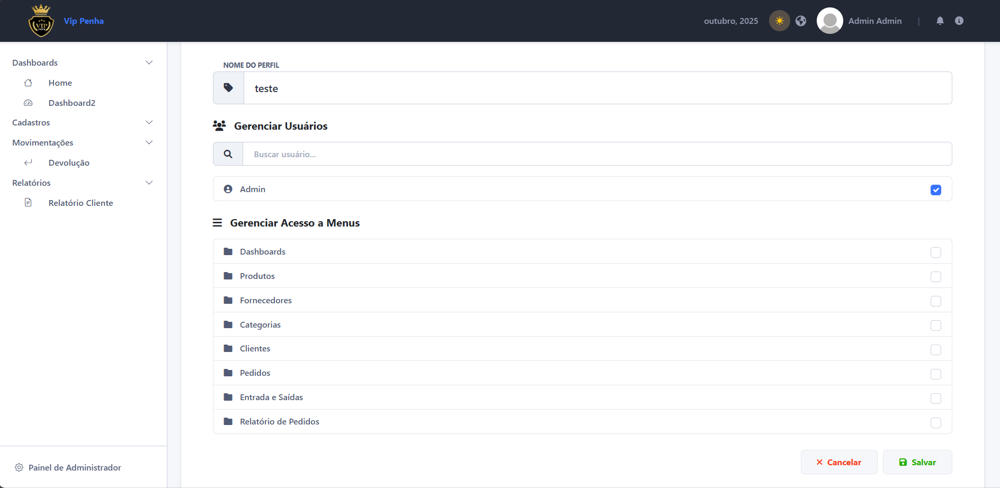 VIP
Vip Penha
outubro, 2025
Admin Admin
Dashboards
Home
Dashboard2
Cadastros
Movimentações
Devolução
Relatórios
Relatório Cliente
Painel de Administrador
NOME DO PERFIL
teste
Gerenciar Usuários
Buscar usuário...
Admin
Gerenciar Acesso a Menus
Dashboards
Produtos
Fornecedores
Categorias
Clientes
Pedidos
Entrada e Saídas
Relatório de Pedidos
Cancelar
Salvar